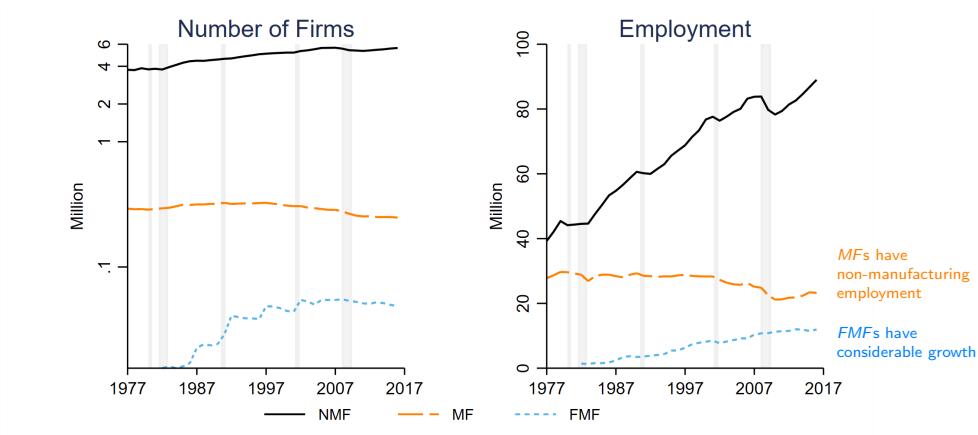 Number of Firms
Employment
6
4
2
1
.1
Million
1977
1987
1997
2007
2017
100
80
60
40
20
0
Million
1977
1987
1997
2007
2017
MFs have
non-manufacturing
employment
FMFs have
considerable growth
NMF
MF
FMF